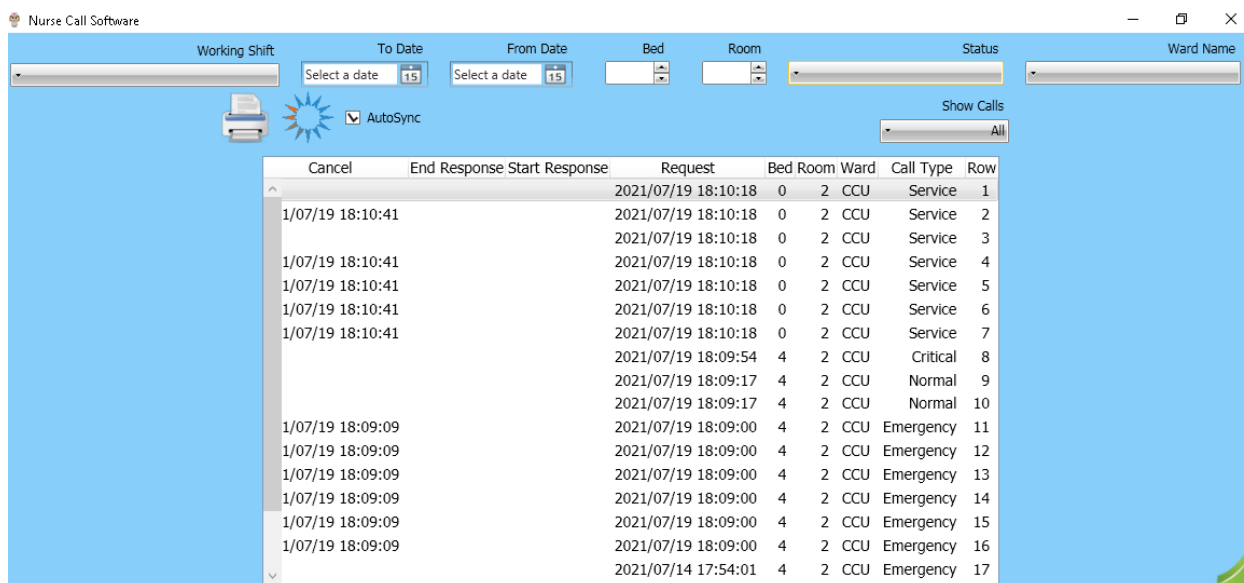 Nurse Call Software
Working Shift To Date From Date Bed Room Status Ward Name
Select a date 15 Select a date 15
AutoSync
Show Calls
All
Cancel End Response Start Response Request Bed Room Ward Call Type Row
2021/07/19 18:10:18 0 2 CCU Service 1
1/07/19 18:10:41 2021/07/19 18:10:18 0 2 CCU Service 2
2021/07/19 18:10:18 0 2 CCU Service 3
1/07/19 18:10:41 2021/07/19 18:10:18 0 2 CCU Service 4
1/07/19 18:10:41 2021/07/19 18:10:18 0 2 CCU Service 5
1/07/19 18:10:41 2021/07/19 18:10:18 0 2 CCU Service 6
1/07/19 18:10:41 2021/07/19 18:10:18 0 2 CCU Service 7
2021/07/19 18:09:54 4 2 CCU Critical 8
2021/07/19 18:09:17 4 2 CCU Normal 9
2021/07/19 18:09:17 4 2 CCU Normal 10
1/07/19 18:09:09 2021/07/19 18:09:00 4 2 CCU Emergency 11
1/07/19 18:09:09 2021/07/19 18:09:00 4 2 CCU Emergency 12
1/07/19 18:09:09 2021/07/19 18:09:00 4 2 CCU Emergency 13
1/07/19 18:09:09 2021/07/19 18:09:00 4 2 CCU Emergency 14
1/07/19 18:09:09 2021/07/19 18:09:00 4 2 CCU Emergency 15
1/07/19 18:09:09 2021/07/19 18:09:00 4 2 CCU Emergency 16
2021/07/14 17:54:01 4 2 CCU Emergency 17